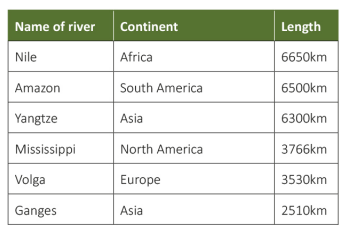 Name of river Continent Length
Nile Africa 6650km
Amazon South America 6500km
Yangtze Asia 6300km
Mississippi North America 3766km
Volga Europe 3530km
Ganges Asia 2510km